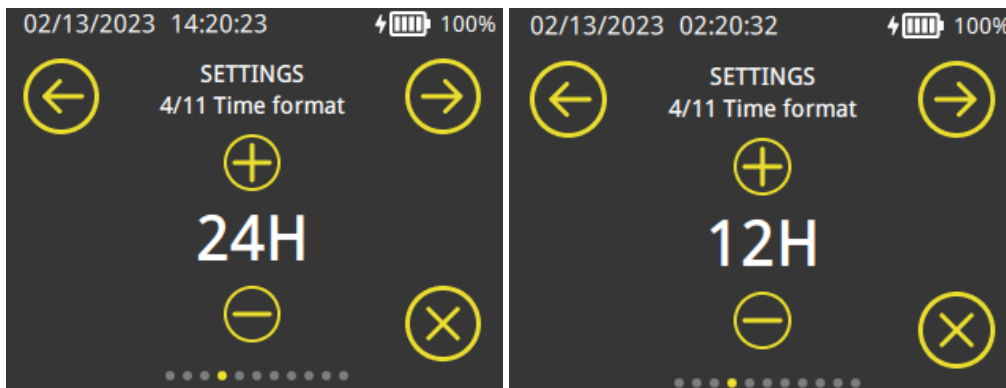 02/13/2023 14:20:23 100%
SETTINGS
4/11 Time format
24H
02/13/2023 02:20:32 100%
SETTINGS
4/11 Time format
12H